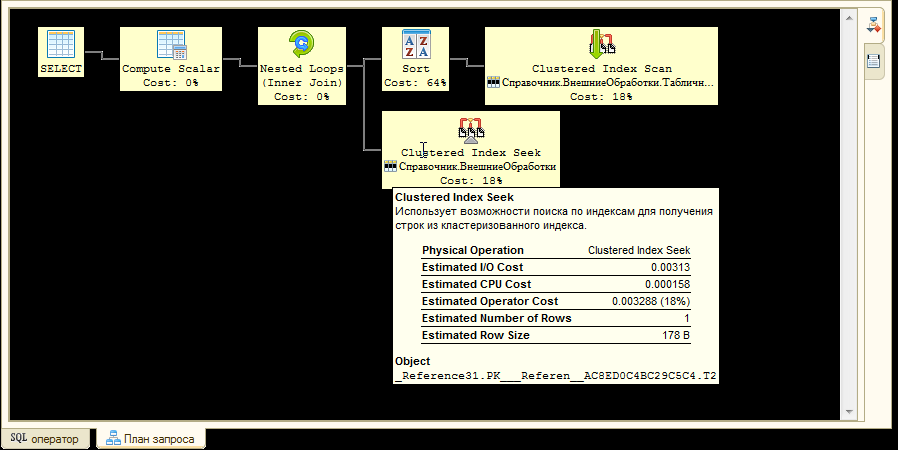 SELECT
Compute Scalar
Cost: 0%
Nested Loops
(Inner Join)
Cost: 0%
Sort
Cost: 64%
Clustered Index Scan
Справочник.ВнешниеОбработки.Табличн...
Cost: 18%
Clustered Index Seek
Справочник.ВнешниеОбработки
Cost: 18%
Clustered Index Seek
Использует возможности поиска по индексам для получения
строк из кластеризованного индекса.
Physical Operation Clustered Index Seek
Estimated I/O Cost 0.00313
Estimated CPU Cost 0.000158
Estimated Operator Cost 0.003288 (18%)
Estimated Number of Rows 1
Estimated Row Size 178 B
Object
_Reference31.PK___Referen__AC8ED0C4BC29C5C4.T2
SQL оператор
План запроса